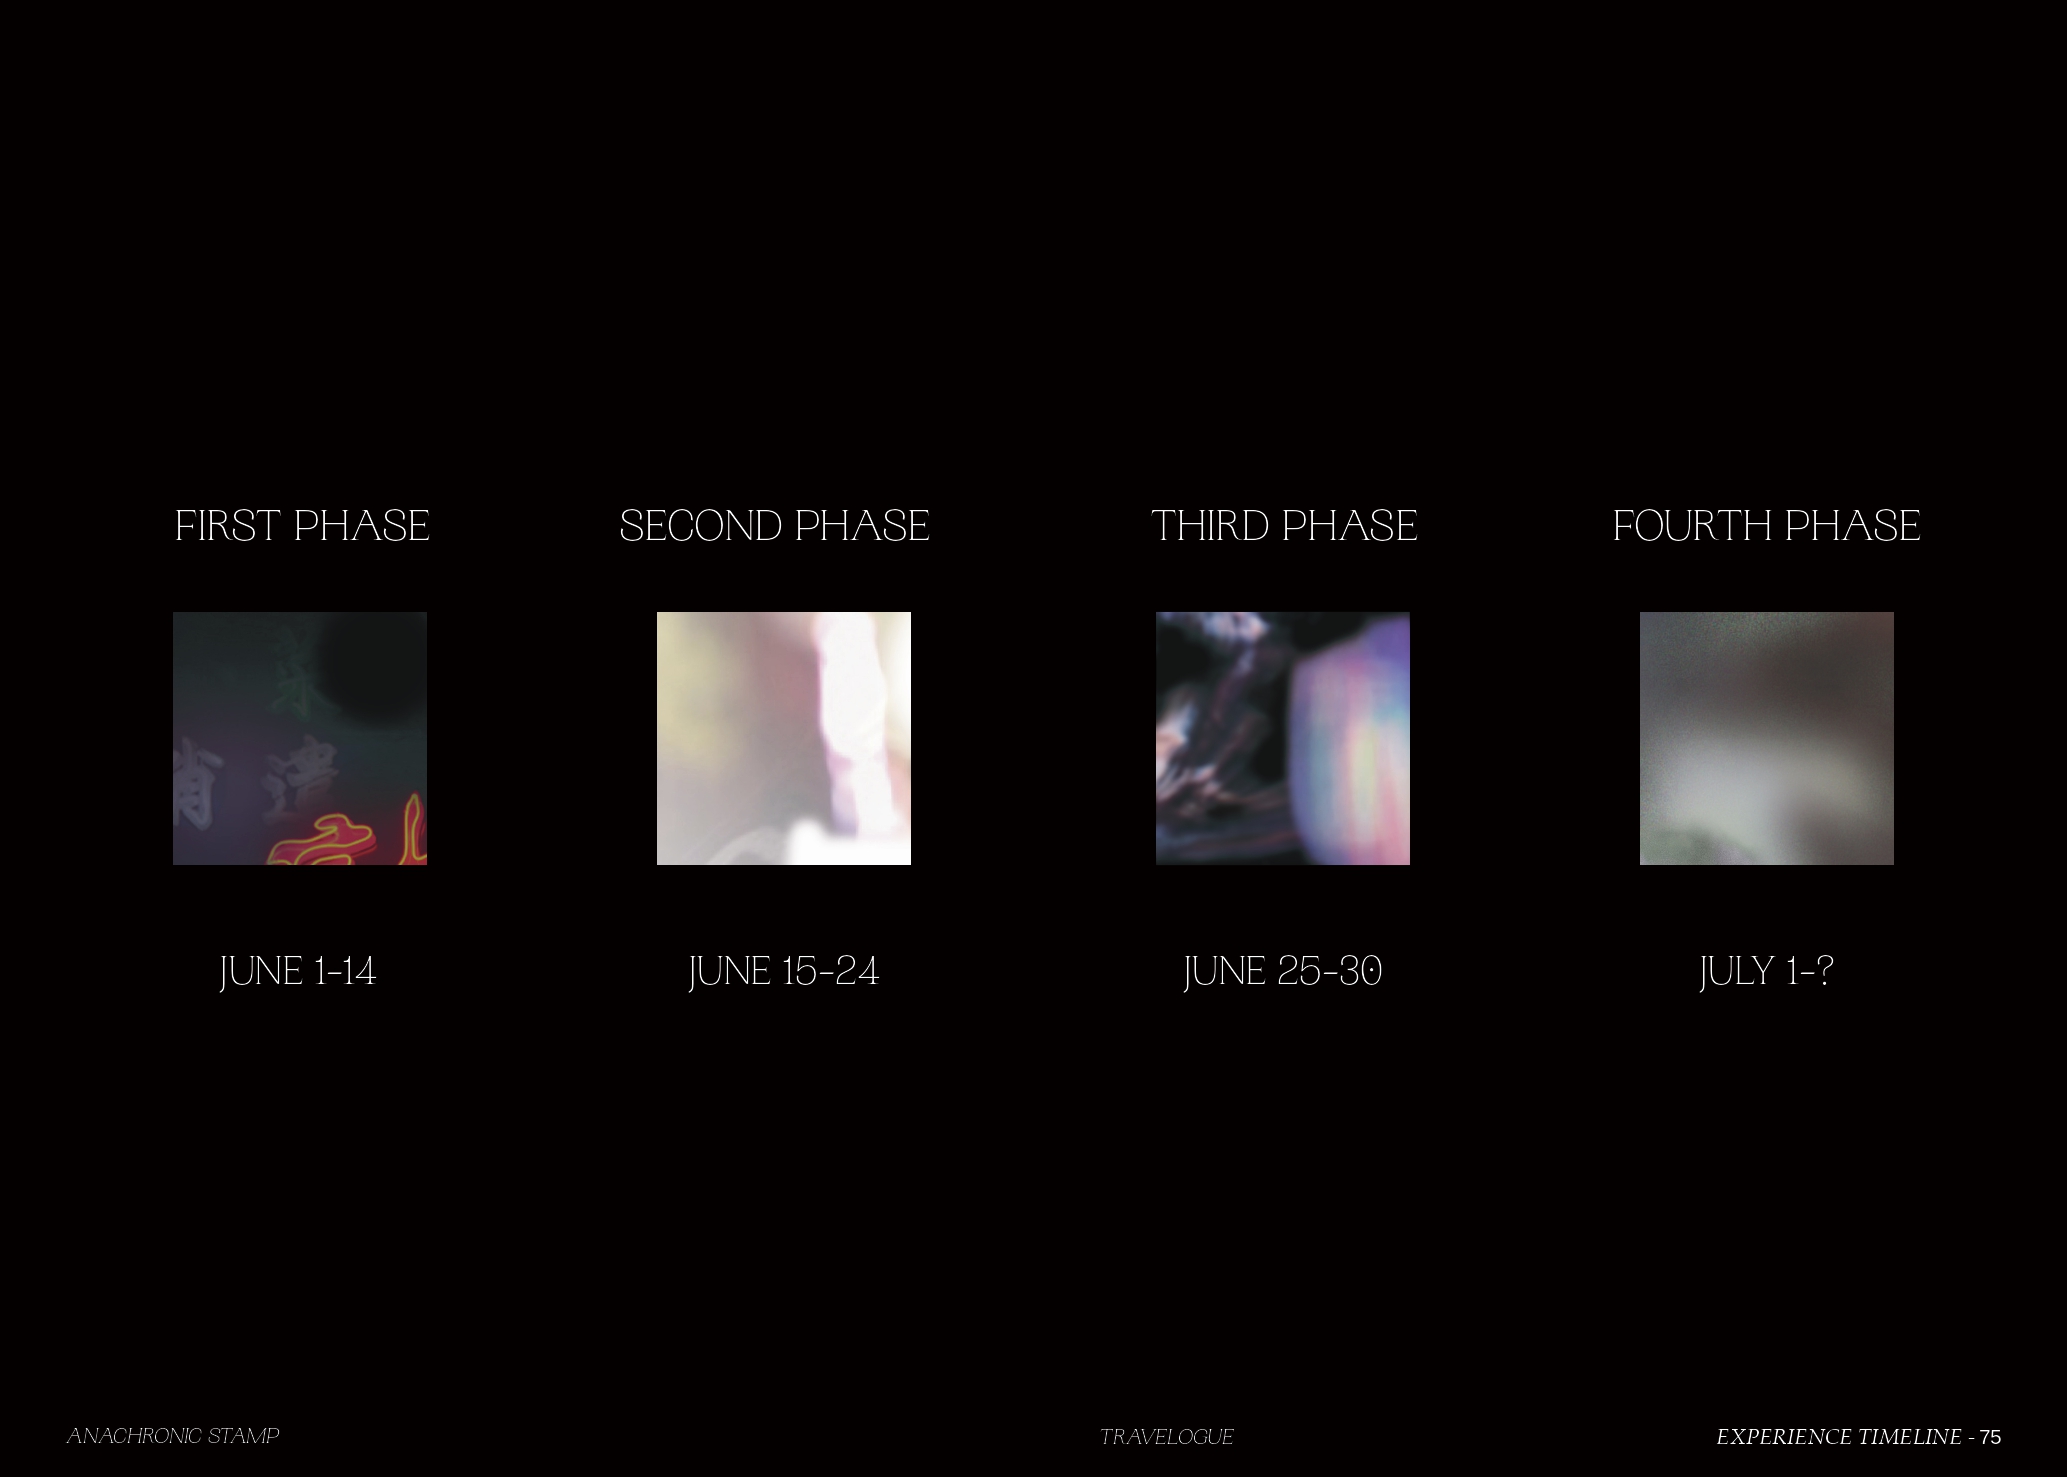 FIRST PHASE
SECOND PHASE
THIRD PHASE
FOURTH PHASE
JUNE 1-14
JUNE 15-24
JUNE 25-30
JULY 1-?
ANACHRONIC STAMP
TRAVELOGUE
EXPERIENCE TIMELINE - 75